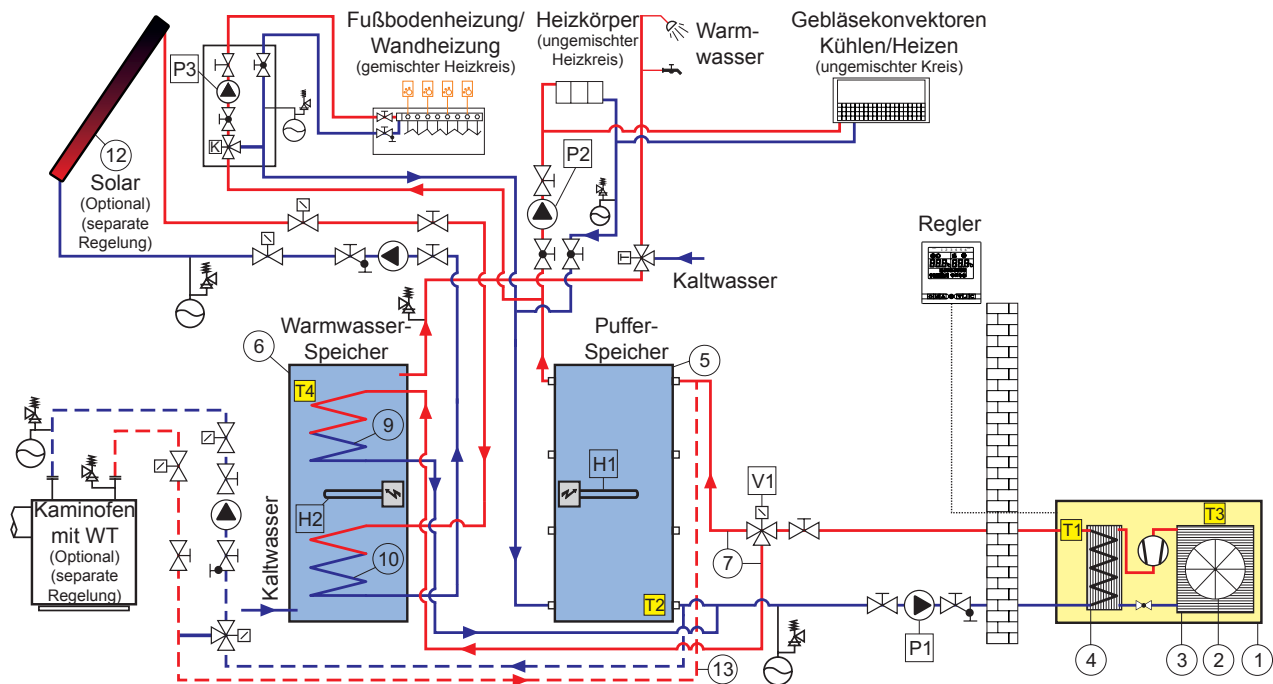 Fußbodenheizung/
Wandheizung
(gemischter Heizkreis)
Heizkörper
(ungemischter
Heizkreis)
Warm-
wasser
Gebläsekonvektoren
Kühlen/Heizen
(ungemischter Kreis)
P3
K
P2
12
Solar
(Optional)
(separate
Regelung)
T
Kaltwasser
Regler
Warmwasser-
Speicher
6
Puffer-
Speicher
5
T4
9
H2
10
Kaltwasser
H1
T2
V1
7
Kaminofen
mit WT
(Optional)
(separate
Regelung)
13
P1
T1
T3
4
3
2
1